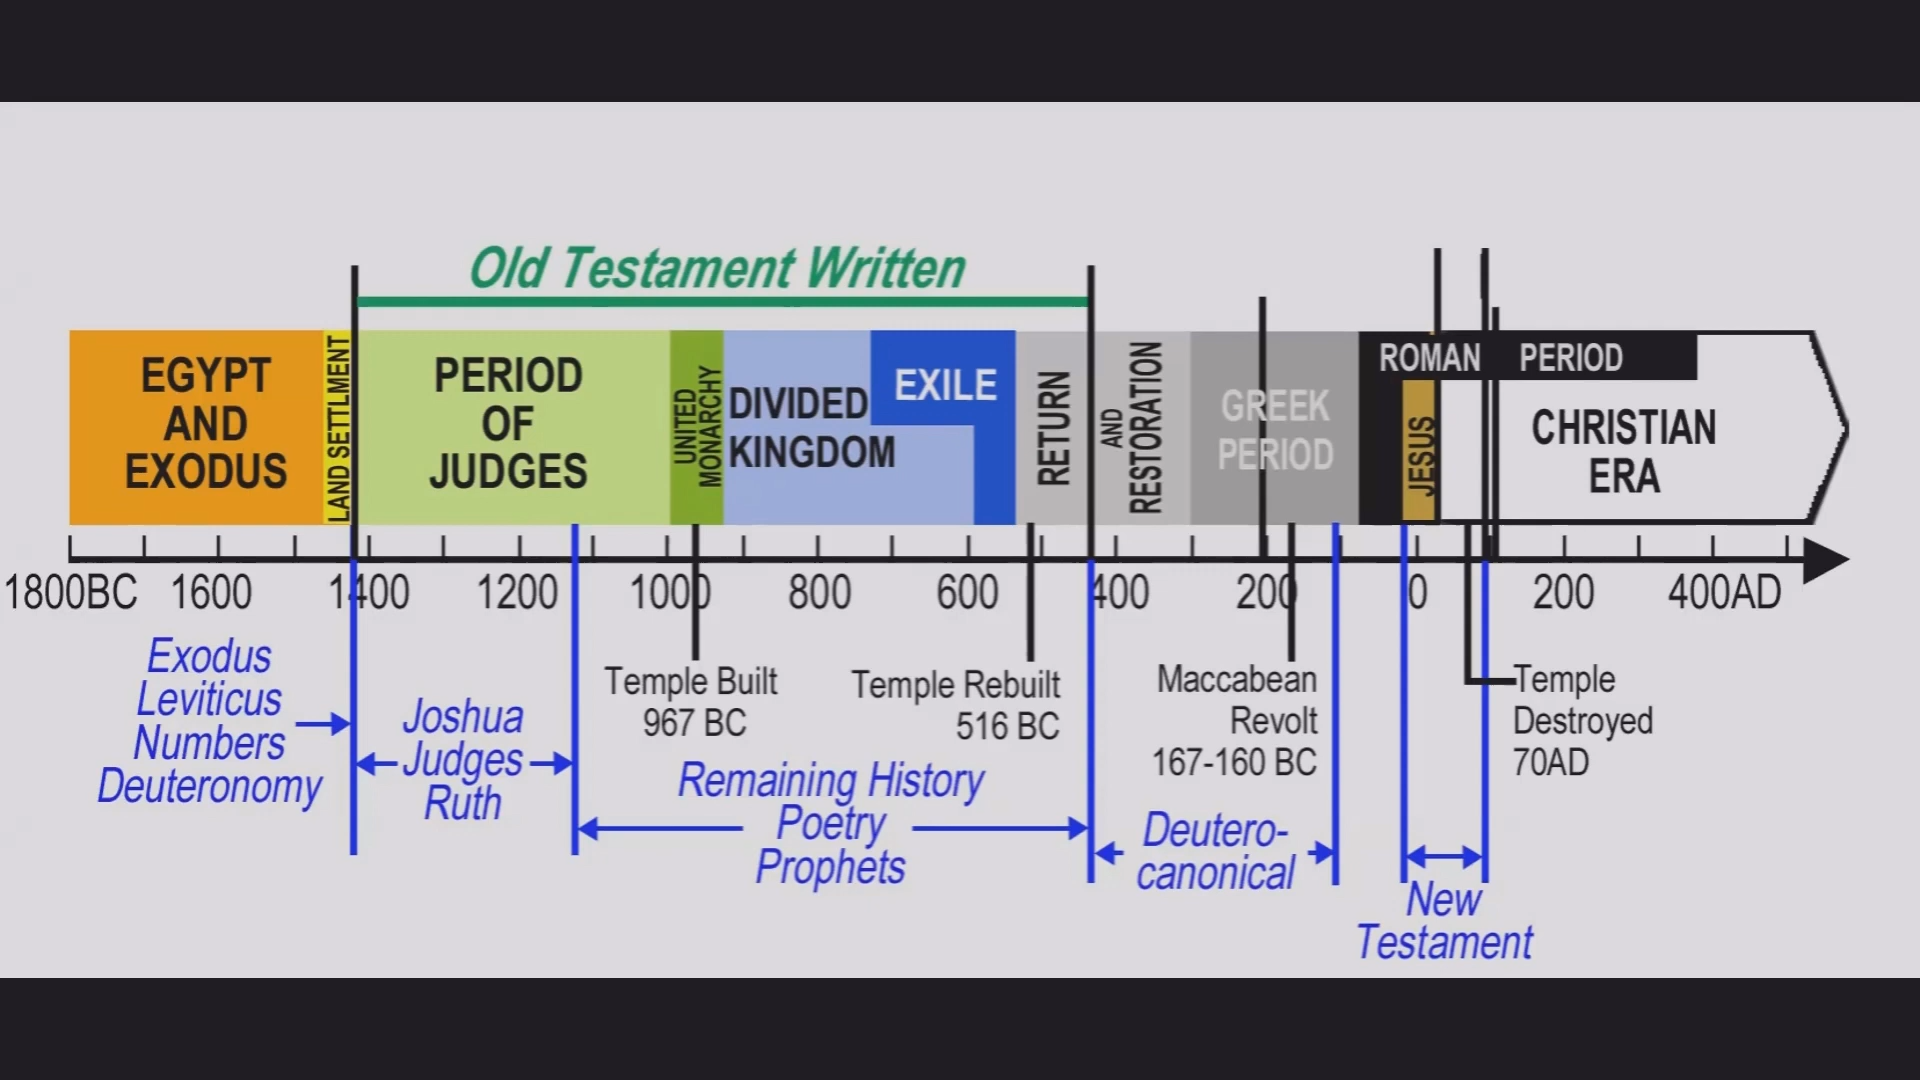 Old Testament Written
EGYPT
AND
EXODUS
LAND SETTLMENT
PERIOD
OF
JUDGES
UNITED
MONARCHY
DIVIDED
KINGDOM
EXILE
RETURN
AND
RESTORATION
GREEK
PERIOD
ROMAN PERIOD
JESUS
CHRISTIAN
ERA
1800BC 1600 1400 1200 1000 800 600 400 200 0 200 400AD
Exodus
Leviticus
Numbers
Deuteronomy
Joshua
Judges
Ruth
Temple Built
967 BC
Temple Rebuilt
516 BC
Remaining History
Poetry
Prophets
Maccabean
Revolt
167-160 BC
Deutero-
canonical
Temple
Destroyed
70AD
New
Testament